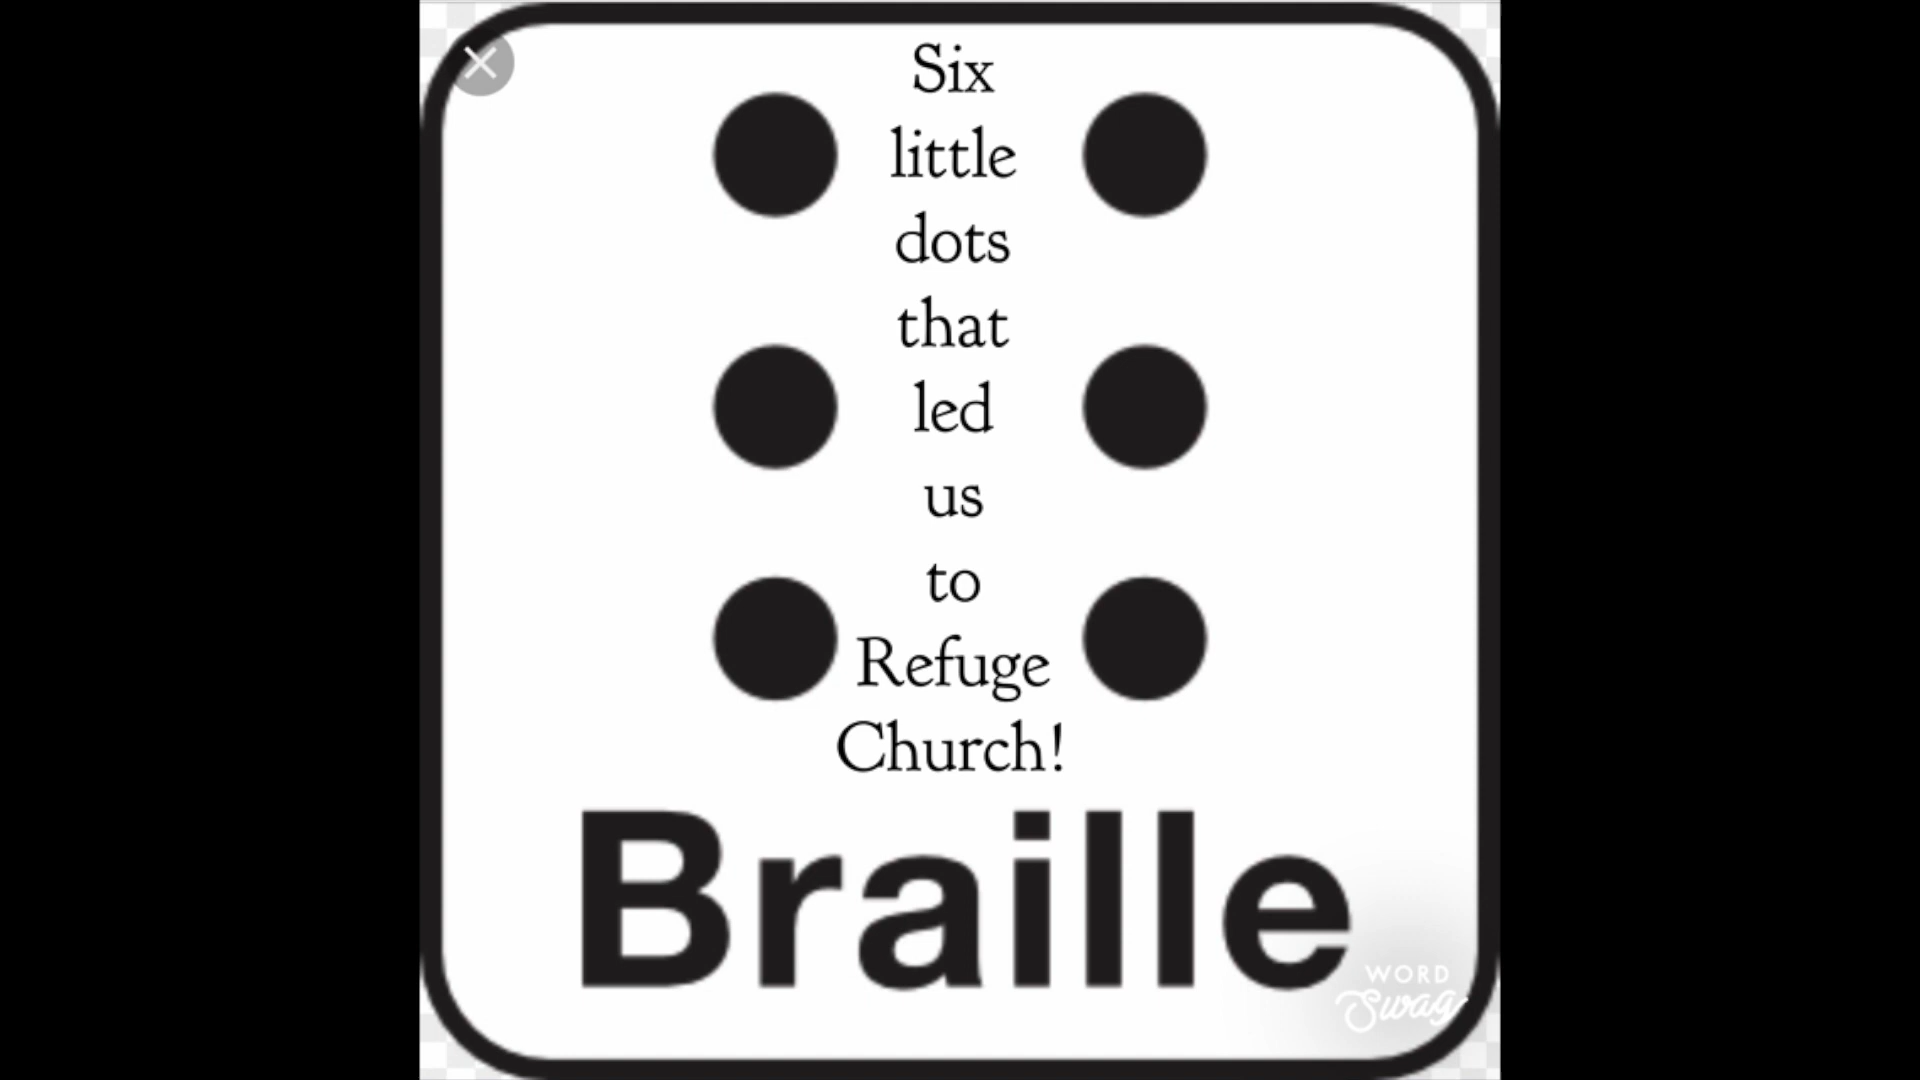 Six
little
dots
that
led
us
to
Refuge
Church!
Braille
WORD
Swag